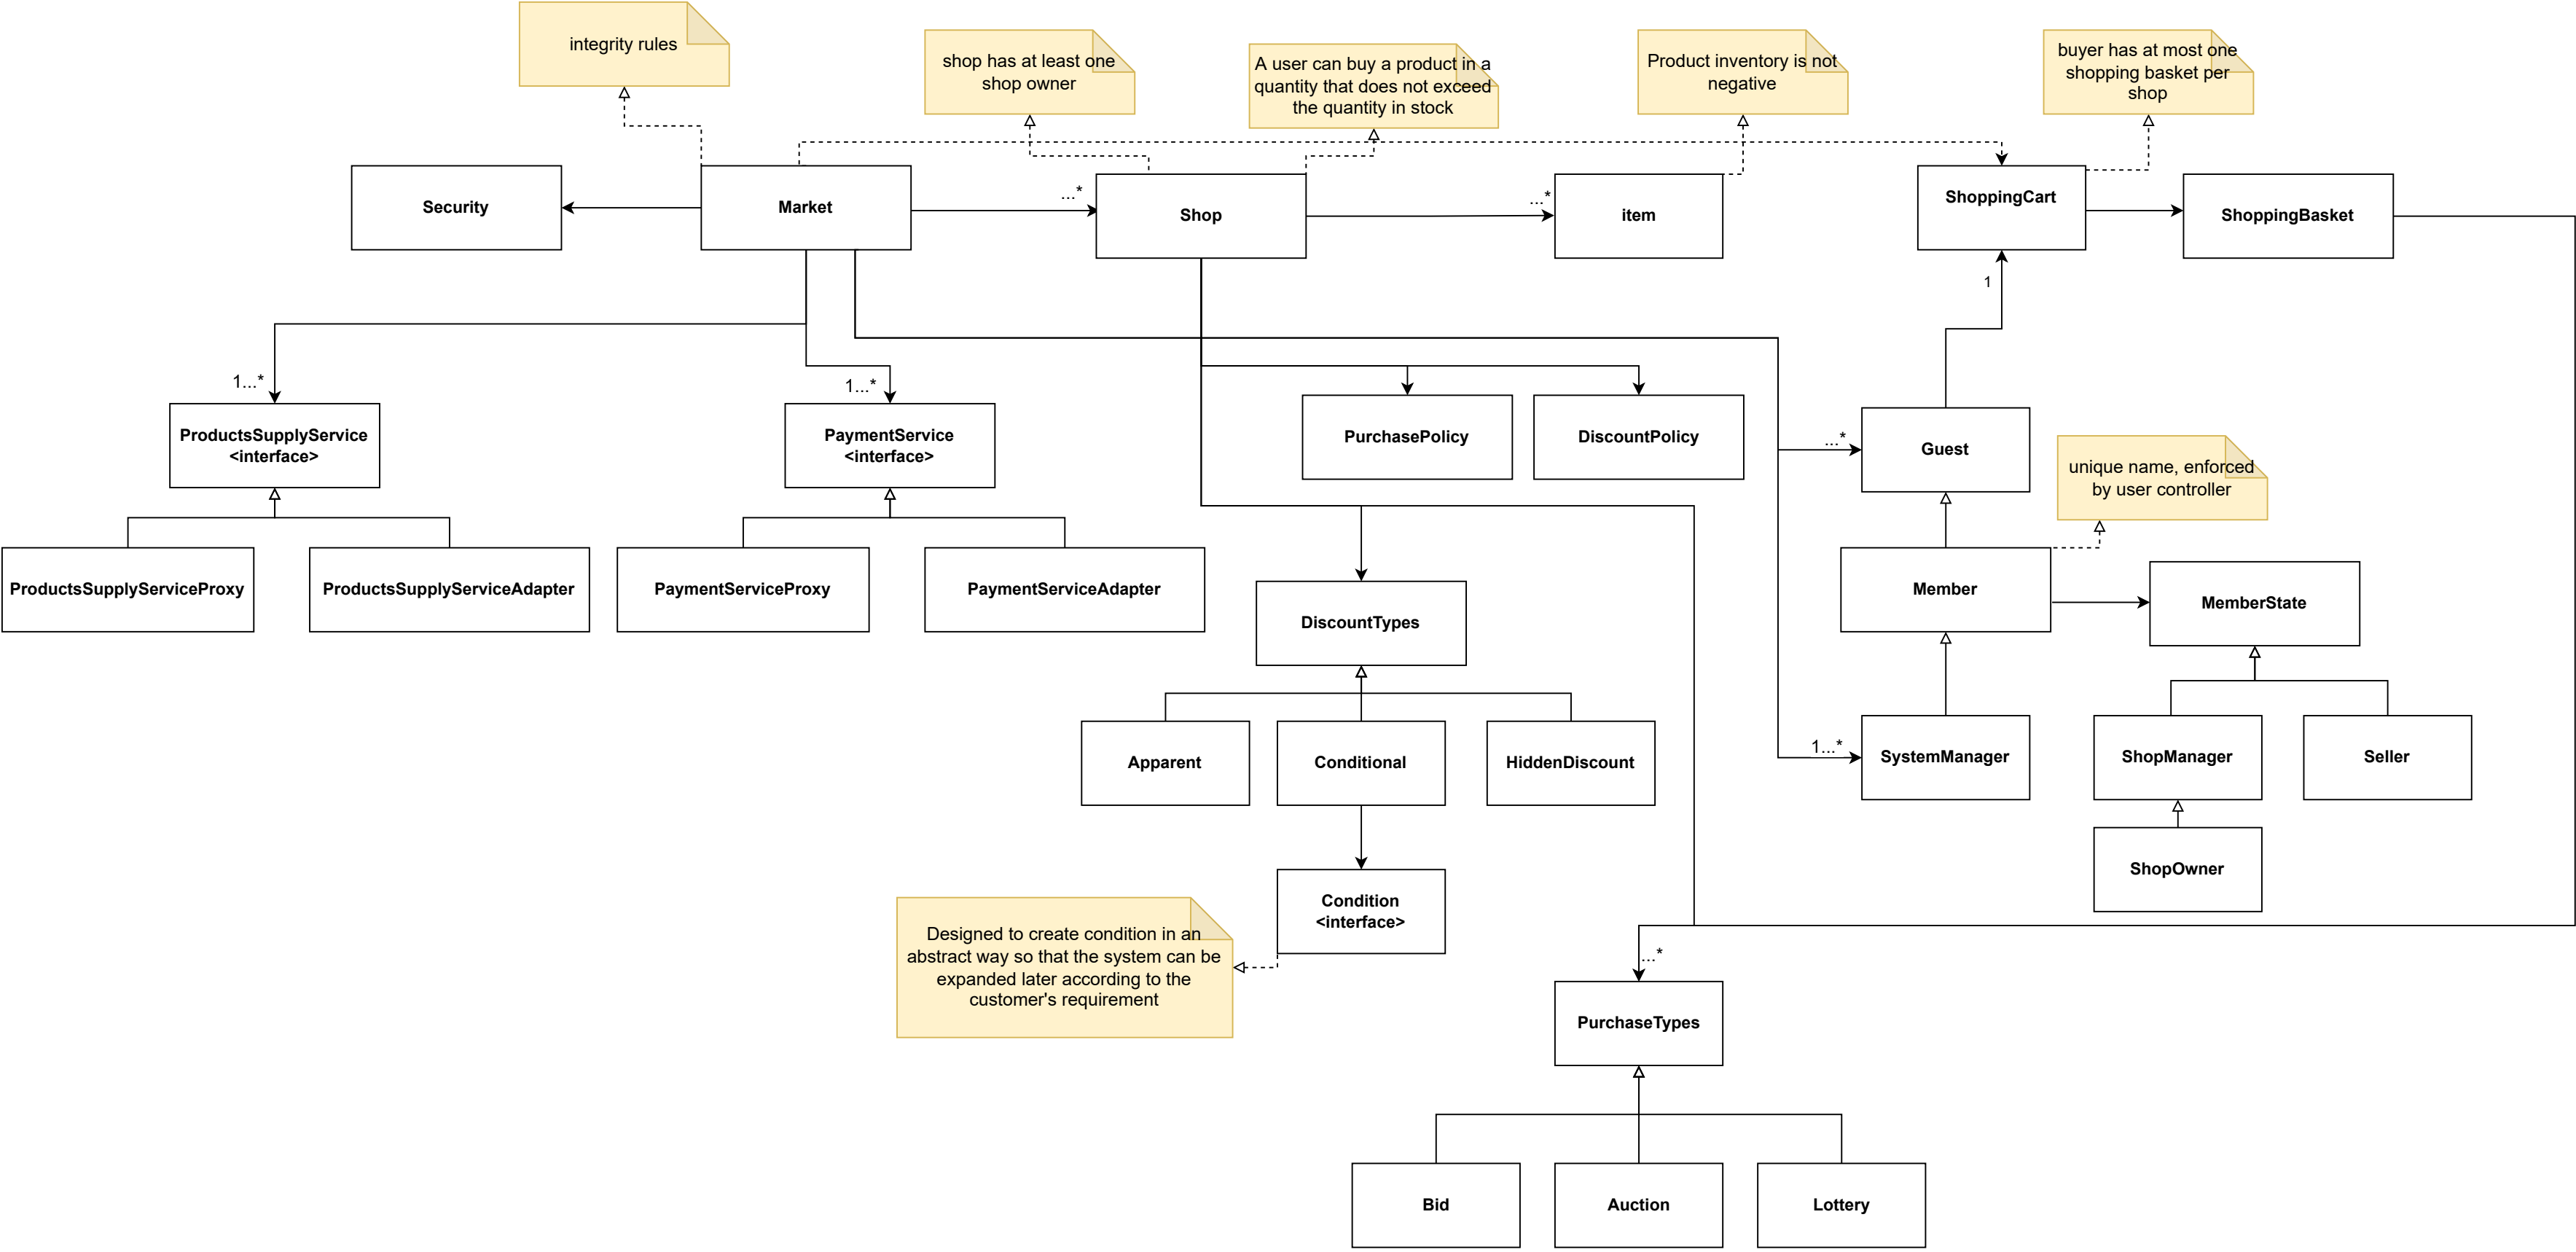 integrity rules
shop has at least one
shop owner
A user can buy a product in a
quantity that does not exceed
the quantity in stock
Product inventory is not
negative
buyer has at most one
shopping basket per
shop
Security
Market
...*
Shop
...*
item
ShoppingCart
ShoppingBasket
1
1...*
1...*
ProductsSupplyService
<interface>
PaymentService
<interface>
PurchasePolicy
DiscountPolicy
...*
Guest
unique name, enforced
by user controller
ProductsSupplyServiceProxy
ProductsSupplyServiceAdapter
PaymentServiceProxy
PaymentServiceAdapter
DiscountTypes
Member
MemberState
Apparent
Conditional
HiddenDiscount
1...*
SystemManager
ShopManager
Seller
ShopOwner
Condition
<interface>
Designed to create condition in an
abstract way so that the system can be
expanded later according to the
customer's requirement
...*
PurchaseTypes
Bid
Auction
Lottery